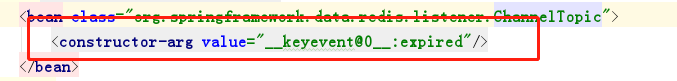 <bean class="org.springframework.data.redis.listener.ChannelTopic">
<constructor-arg value="__keyevent@0__:expired"/>
</bean>